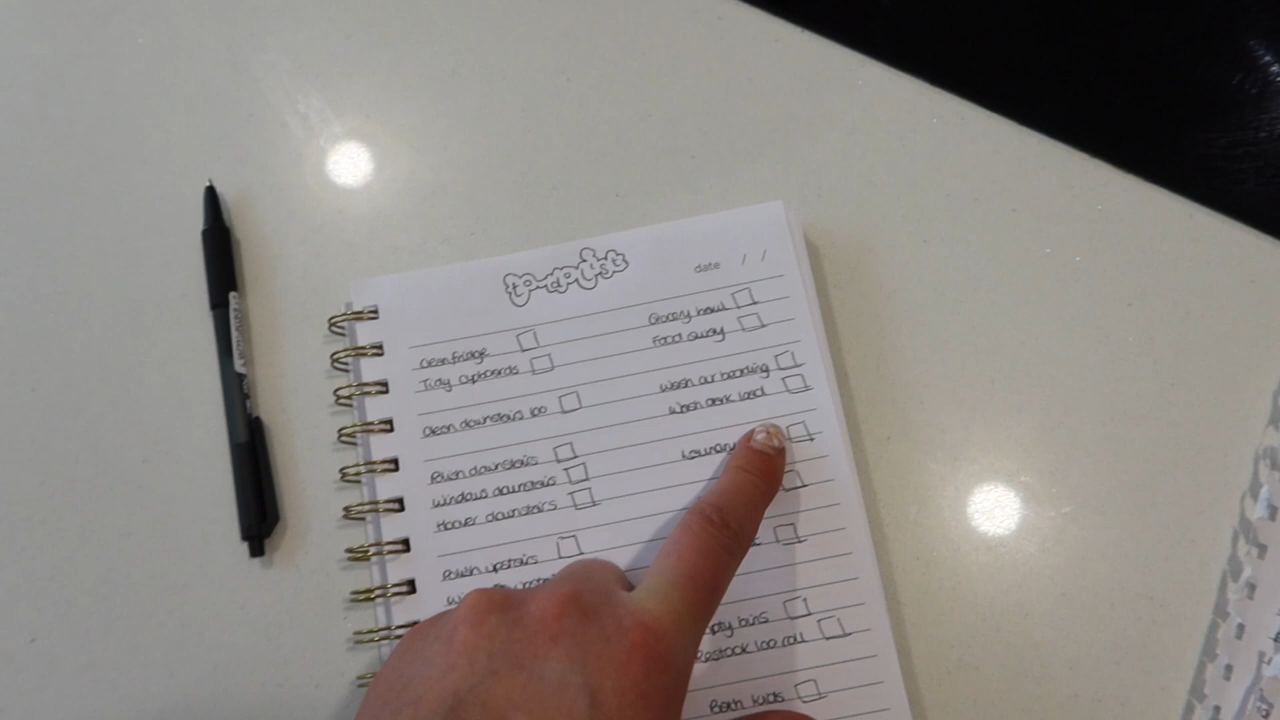 to-do list
date / /
Clean fridge
Tidy cupboards
Clean downstairs loo
Polish downstairs
Windows downstairs
Hoover downstairs
Polish upstairs
Grocery haul
Food away
Wash our bedding
Wash dark load
Laundry
Empty bins
Restock loo roll
Bath kids